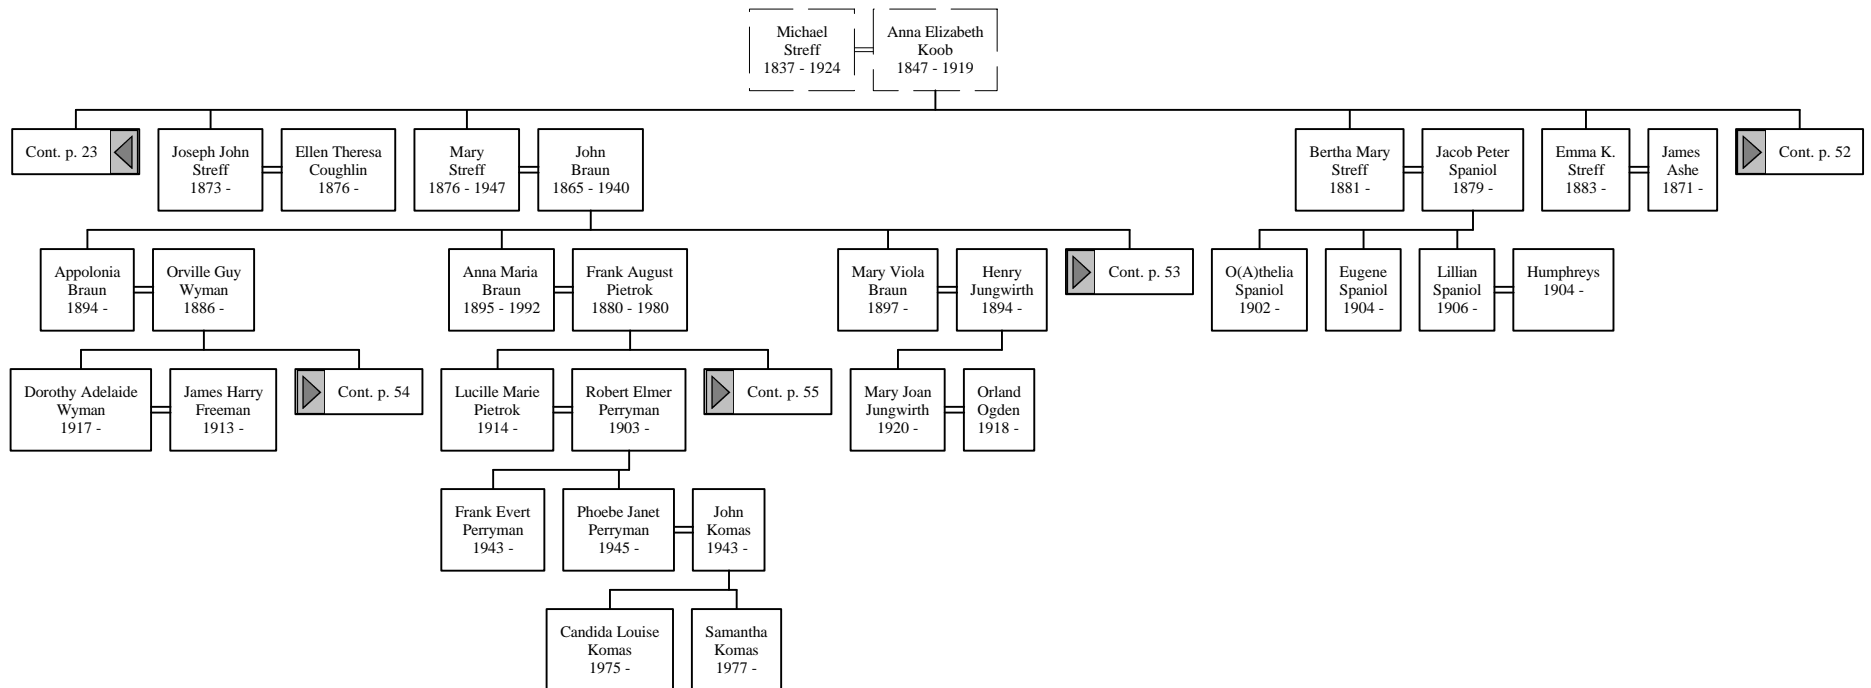 Michael
Streff
1837 - 1924
Anna Elizabeth
Koob
1847 - 1919
Cont. p. 23
Joseph John
Streff
1873 -
Ellen Theresa
Coughlin
1876 -
Mary
Streff
1876 - 1947
John
Braun
1865 - 1940
Bertha Mary
Streff
1881 -
Jacob Peter
Spaniol
1879 -
Emma K.
Streff
1883 -
James
Ashe
1871 -
Cont. p. 52
Appolonia
Braun
1894 -
Orville Guy
Wyman
1886 -
Anna Maria
Braun
1895 - 1992
Frank August
Pietrok
1880 - 1980
Mary Viola
Braun
1897 -
Henry
Jungwirth
1894 -
Cont. p. 53
O(A)thelia
Spaniol
1902 -
Eugene
Spaniol
1904 -
Lillian
Spaniol
1906 -
Humphreys
1904 -
Dorothy Adelaide
Wyman
1917 -
James Harry
Freeman
1913 -
Cont. p. 54
Lucille Marie
Pietrok
1914 -
Robert Elmer
Perryman
1903 -
Cont. p. 55
Mary Joan
Jungwirth
1920 -
Orland
Ogden
1918 -
Frank Evert
Perryman
1943 -
Phoebe Janet
Perryman
1945 -
John
Komas
1943 -
Candida Louise
Komas
1975 -
Samantha
Komas
1977 -